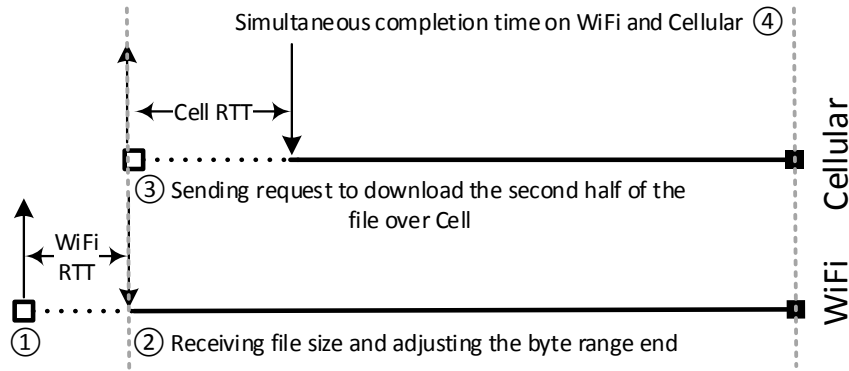 Simultaneous completion time on WiFi and Cellular ④
Cell RTT
③ Sending request to download the second half of the
file over Cell
Cellular
WiFi
RTT
① 
② Receiving file size and adjusting the byte range end
WiFi